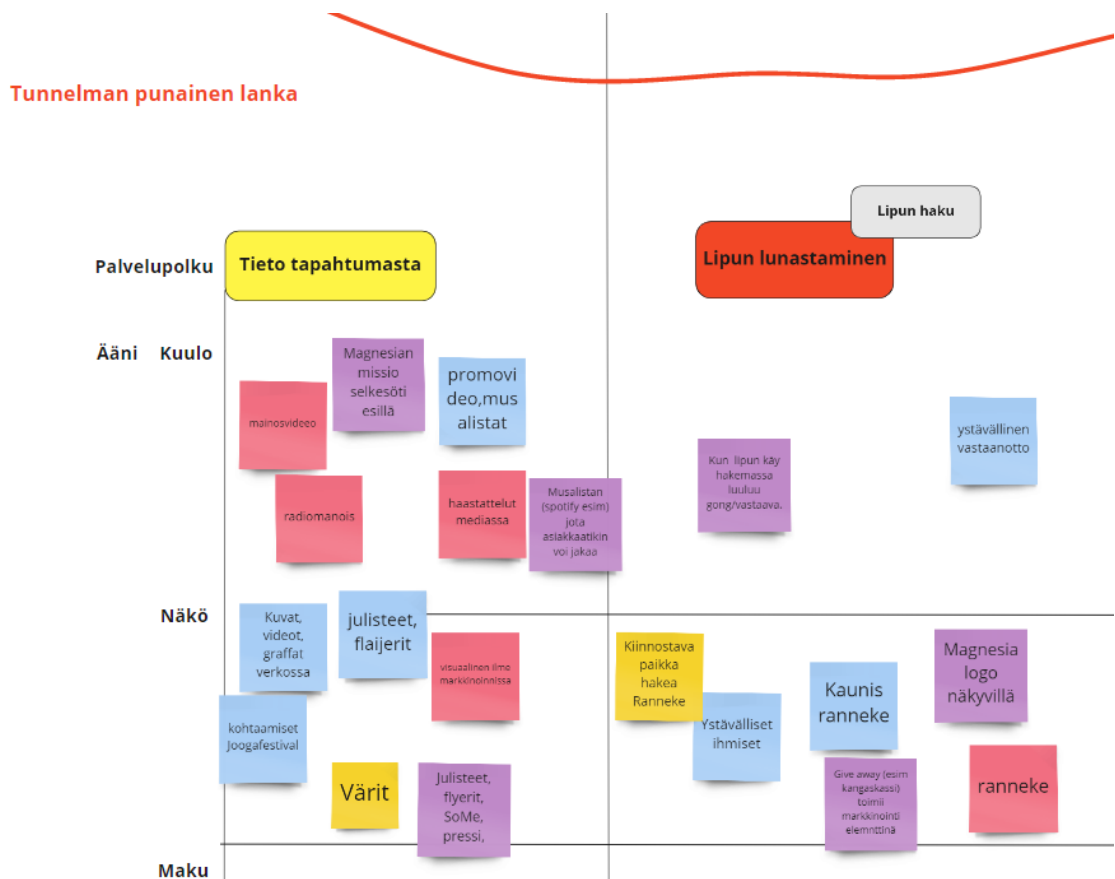 Tunnelman punainen lanka
Lipun haku
Palvelupolku
Tieto tapahtumasta
Lipun lunastaminen
Ääni Kuulo
mainosvideeo
Magnesian
missio
selkesöti
esillä
promovi
deo,mus
alistat
radiomanois
haastattelut
mediassa
Musalistan
(spotify esim)
jota
asiakkaatikin
voi jakaa
Kun lipun käy
hakemassa
luuluu
gong/vastaava.
ystävällinen
vastaanotto
Näkö
Kuvat,
videot,
graffat
verkossa
julisteet,
flaijerit
visuaalinen ilme
markkinoinnissa
kohtaamiset
Joogafestival
Värit
Julisteet,
flyerit,
SoMe,
pressi,
Kiinnostava
paikka
hakea
Ranneke
Ystävälliset
ihmiset
Kaunis
ranneke
Magnesia
logo
näkyvillä
Give away (esim
kangaskassi)
toimii
markkinointi
elemnttinä
ranneke
Maku